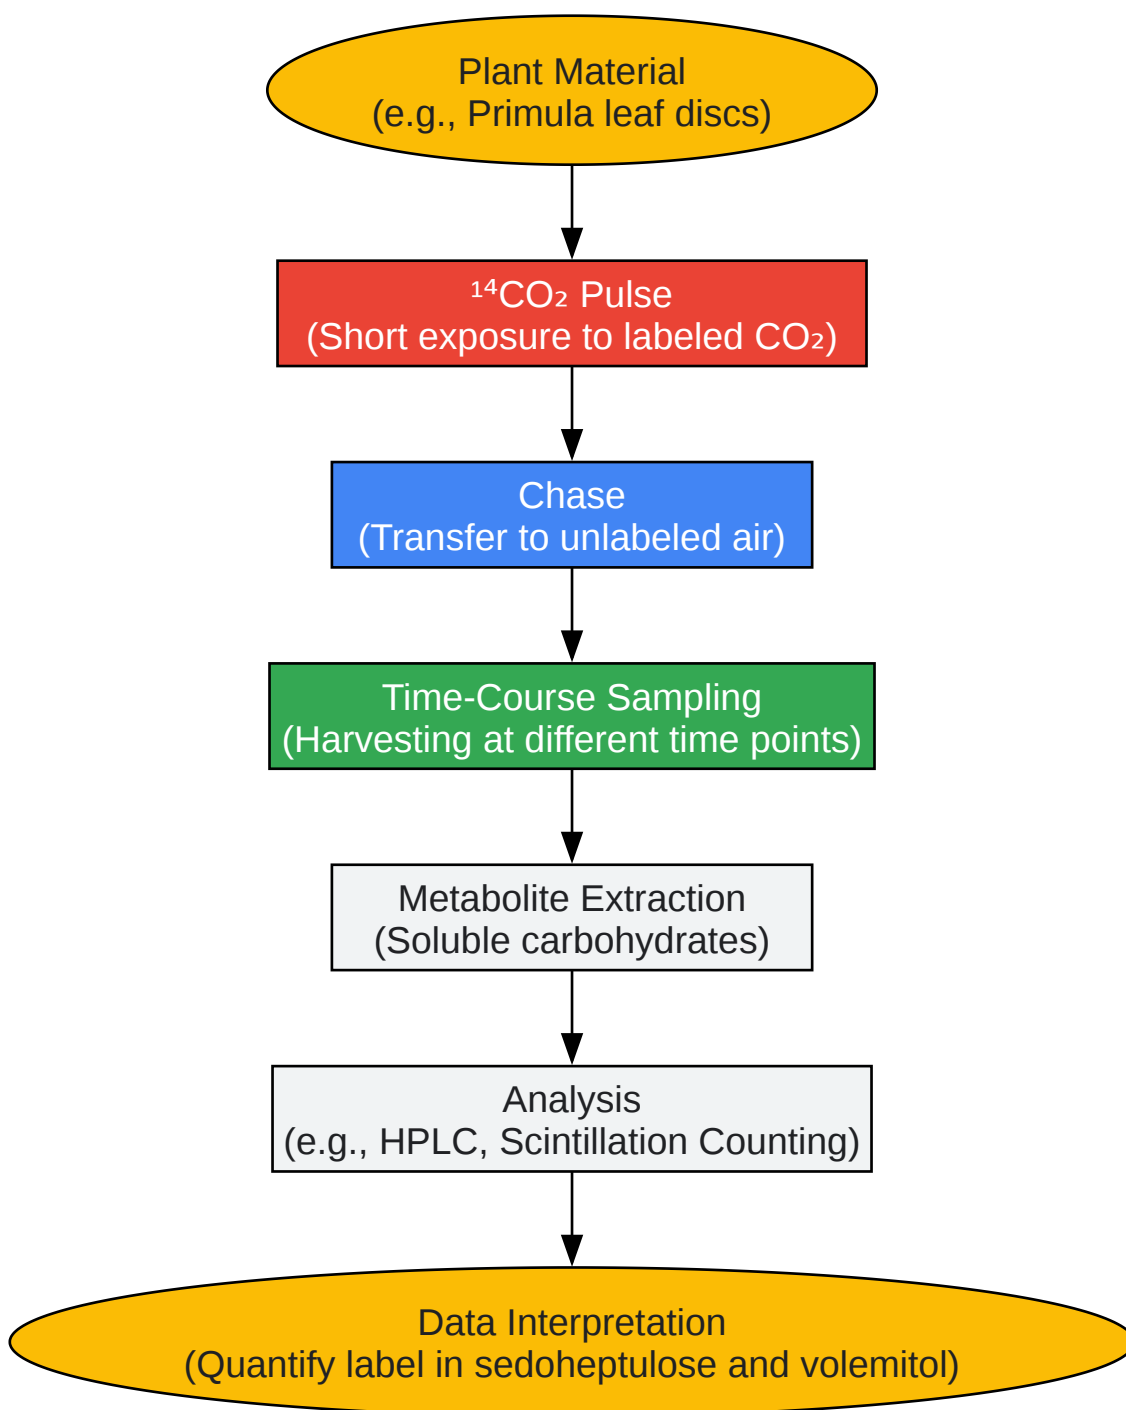 Plant Material
(e.g., Primula leaf discs)
¹⁴CO₂ Pulse
(Short exposure to labeled CO₂)
Chase
(Transfer to unlabeled air)
Time-Course Sampling
(Harvesting at different time points)
Metabolite Extraction
(Soluble carbohydrates)
Analysis
(e.g., HPLC, Scintillation Counting)
Data Interpretation
(Quantify label in sedoheptulose and volemitol)